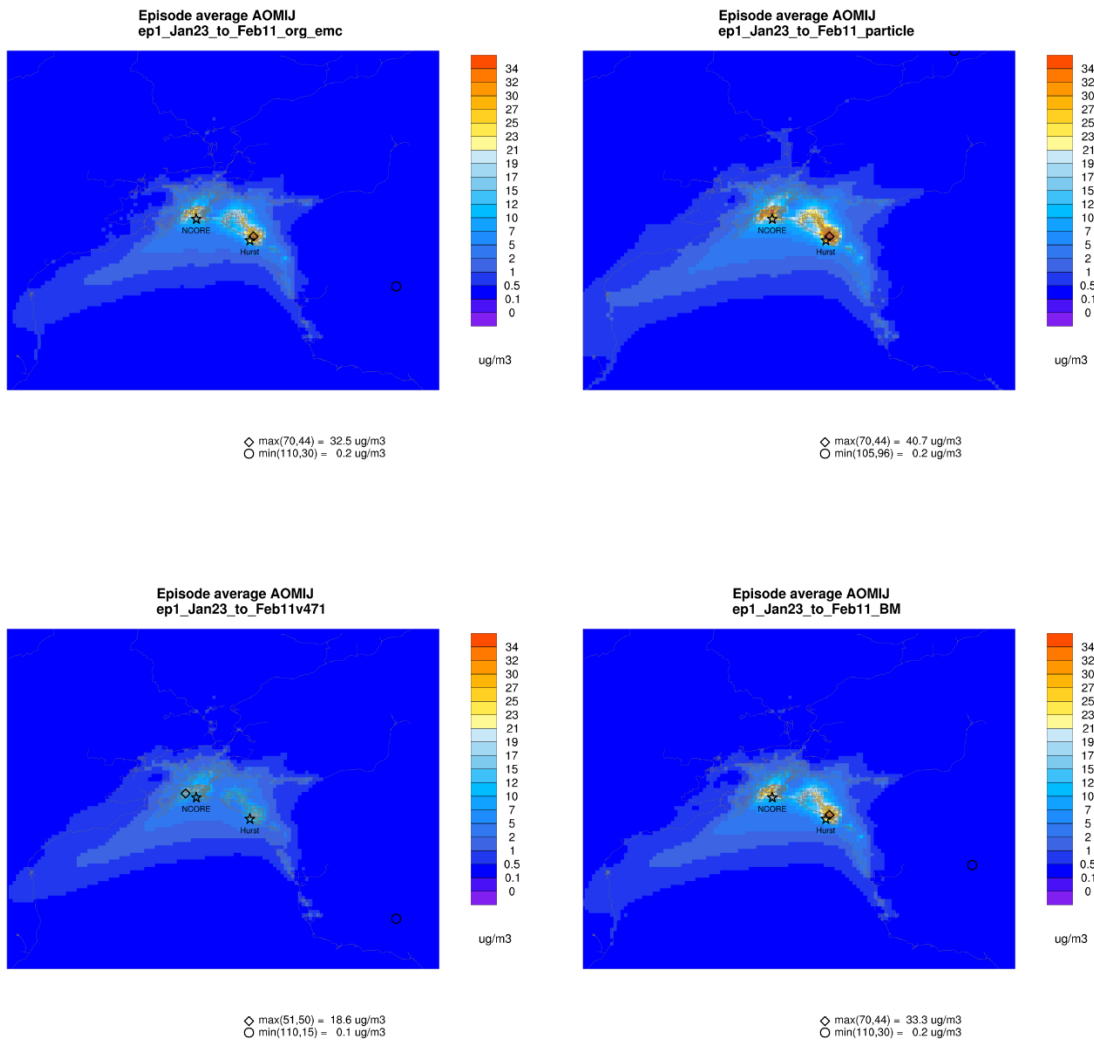 Episode average AOMIJ
ep1_Jan23_to_Feb11_org_emc
34
32
30
27
25
23
21
19
17
15
12
10
7
5
2
1
0.5
0.1
0
ug/m3
NCORE
Hurst
max(70,44) = 32.5 ug/m3
min(110,30) = 0.2 ug/m3
Episode average AOMIJ
ep1_Jan23_to_Feb11_particle
34
32
30
27
25
23
21
19
17
15
12
10
7
5
2
1
0.5
0.1
0
ug/m3
NCORE
Hurst
max(70,44) = 40.7 ug/m3
min(105,96) = 0.2 ug/m3
Episode average AOMIJ
ep1_Jan23_to_Feb11v471
34
32
30
27
25
23
21
19
17
15
12
10
7
5
2
1
0.5
0.1
0
ug/m3
NCORE
Hurst
max(51,50) = 18.6 ug/m3
min(110,15) = 0.1 ug/m3
Episode average AOMIJ
ep1_Jan23_to_Feb11_BM
34
32
30
27
25
23
21
19
17
15
12
10
7
5
2
1
0.5
0.1
0
ug/m3
NCORE
Hurst
max(70,44) = 33.3 ug/m3
min(110,30) = 0.2 ug/m3